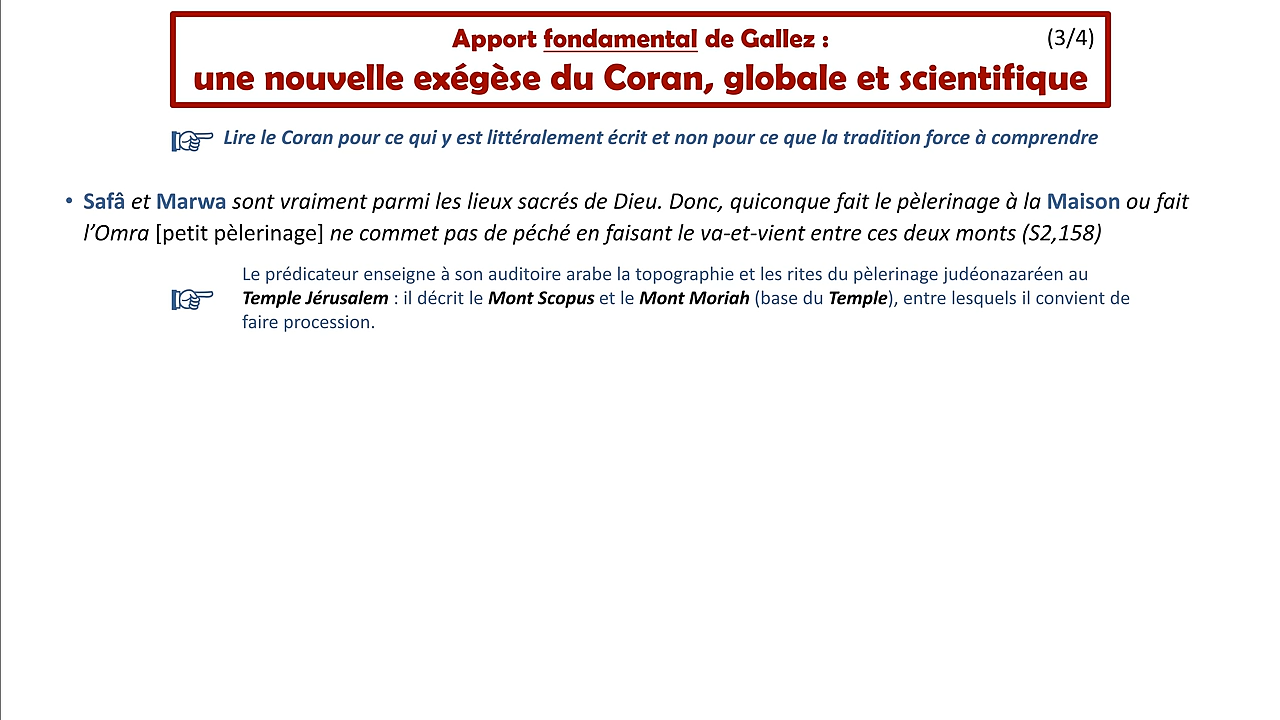 Apport fondamental de Gallez :
(3/4)
une nouvelle exégèse du Coran, globale et scientifique
Lire le Coran pour ce qui y est littéralement écrit et non pour ce que la tradition force à comprendre
• Safâ et Marwa sont vraiment parmi les lieux sacrés de Dieu. Donc, quiconque fait le pèlerinage à la Maison ou fait
l’Omra [petit pèlerinage] ne commet pas de péché en faisant le va-et-vient entre ces deux monts (S2,158)
Le prédicateur enseigne à son auditoire arabe la topographie et les rites du pèlerinage judéonazaréen au
Temple Jérusalem : il décrit le Mont Scopus et le Mont Moriah (base du Temple), entre lesquels il convient de
faire procession.